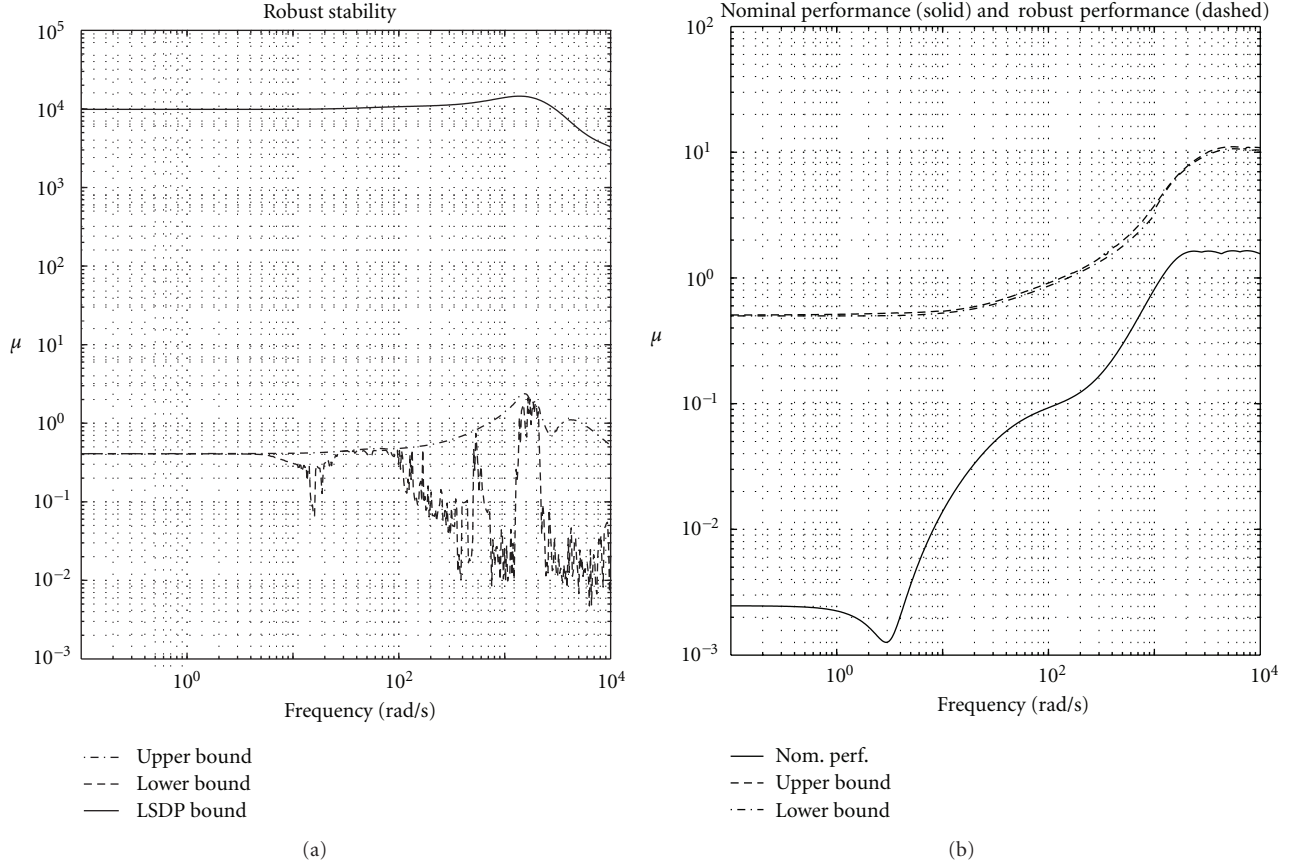 Robust stability
10^5
10^4
10^3
10^2
10^1
10^0
10^−1
10^−2
10^−3
μ
10^0
10^2
10^4
Frequency (rad/s)
Upper bound
Lower bound
LSDP bound
(a)
Nominal performance (solid) and robust performance (dashed)
10^2
10^1
10^0
10^−1
10^−2
10^−3
μ
10^0
10^2
10^4
Frequency (rad/s)
Nom. perf.
Upper bound
Lower bound
(b)